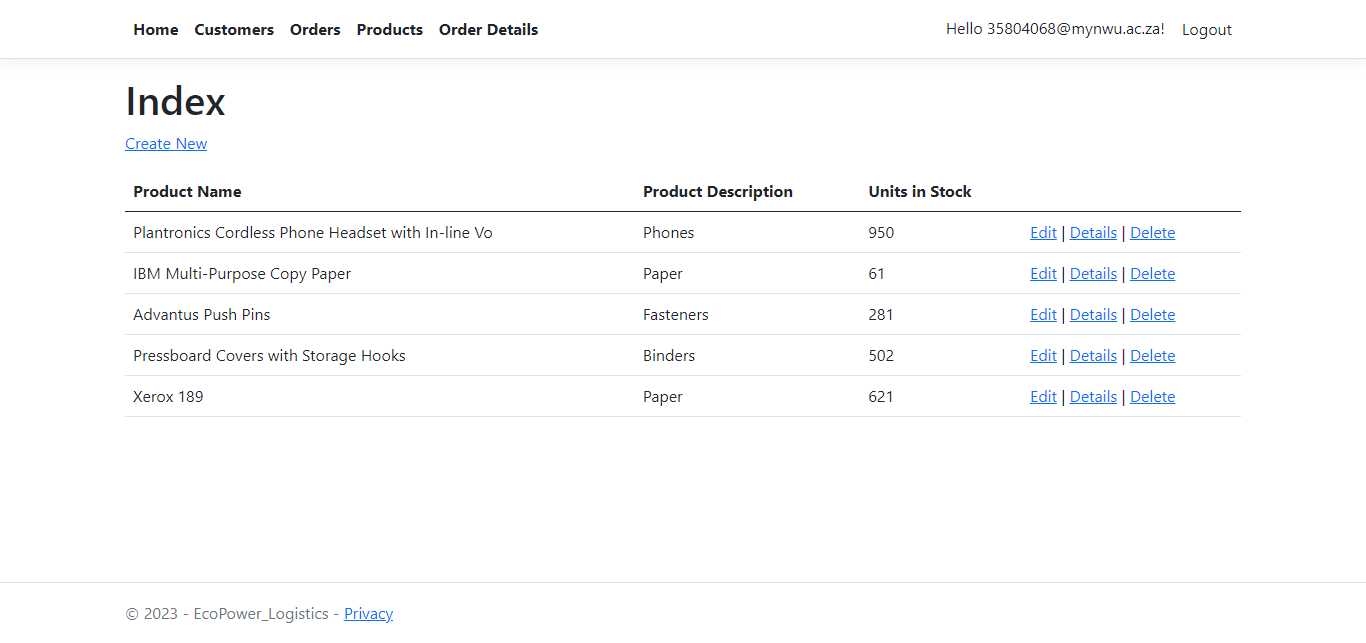 Home Customers Orders Products Order Details Hello 35804068@mynwu.ac.za! Logout
Index
Create New
Product Name Product Description Units in Stock
Plantronics Cordless Phone Headset with In-line Vo Phones 950 Edit | Details | Delete
IBM Multi-Purpose Copy Paper Paper 61 Edit | Details | Delete
Advantus Push Pins Fasteners 281 Edit | Details | Delete
Pressboard Covers with Storage Hooks Binders 502 Edit | Details | Delete
Xerox 189 Paper 621 Edit | Details | Delete
© 2023 - EcoPower_Logistics - Privacy